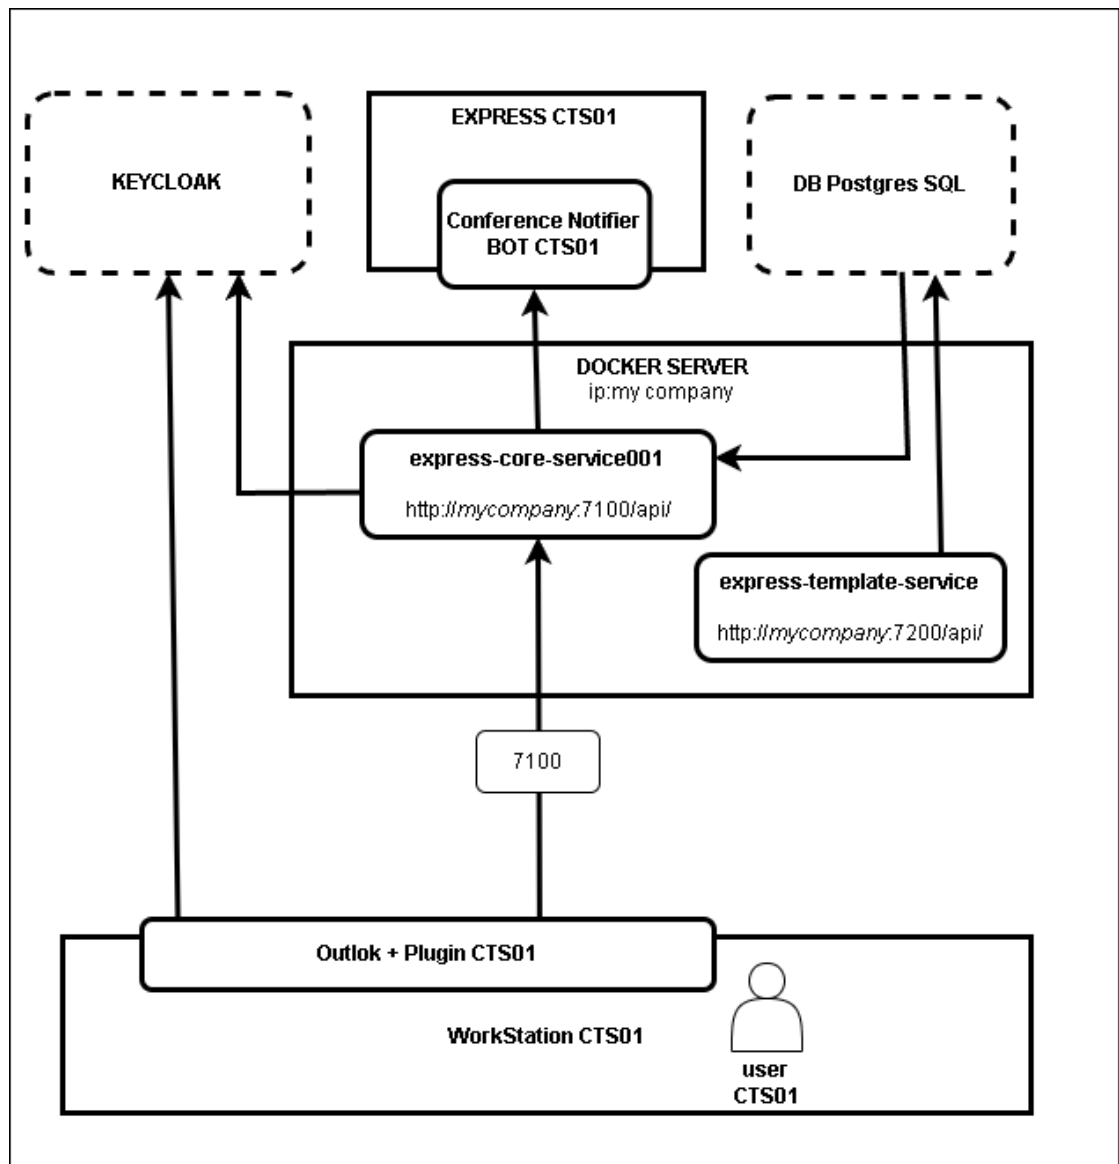 EXPRESS CTS01
KEYCLOAK
DB Postgres SQL
Conference Notifier
BOT CTS01
DOCKER SERVER
ip:my company
express-core-service001
http://mycompany:7100/api/
express-template-service
http://mycompany:7200/api/
7100
Outlok + Plugin CTS01
WorkStation CTS01
user
CTS01